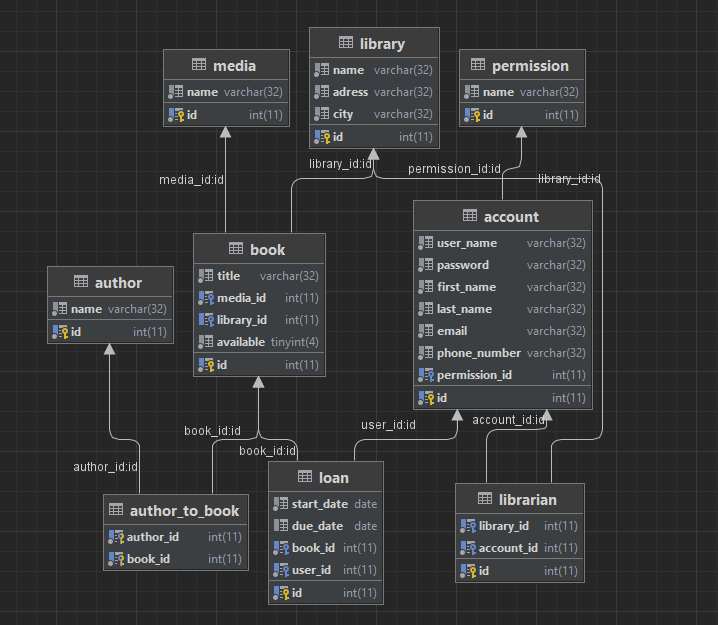 media
name varchar(32)
id int(11)
library
name varchar(32)
adress varchar(32)
city varchar(32)
id int(11)
permission
name varchar(32)
id int(11)
media_id:id
library_id:id
permission_id:id
library_id:id
author
name varchar(32)
id int(11)
book
title varchar(32)
media_id int(11)
library_id int(11)
available tinyint(4)
id int(11)
account
user_name varchar(32)
password varchar(32)
first_name varchar(32)
last_name varchar(32)
email varchar(32)
phone_number varchar(32)
permission_id int(11)
id int(11)
author_id:id
book_id:id
book_id:id
user_id:id
account_id:id
author_to_book
author_id int(11)
book_id int(11)
loan
start_date date
due_date date
book_id int(11)
user_id int(11)
id int(11)
librarian
library_id int(11)
account_id int(11)
id int(11)